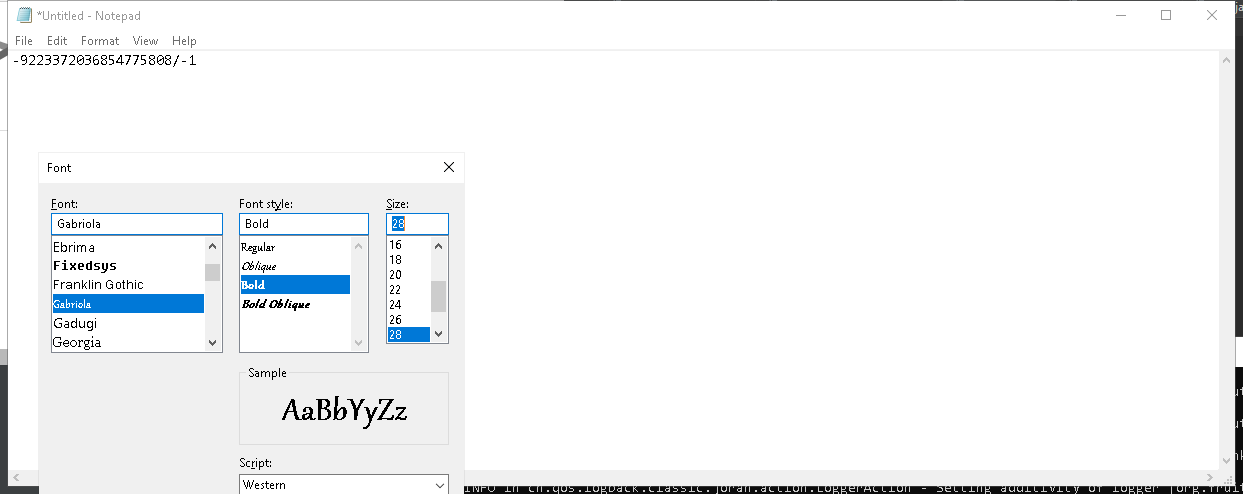 *Untitled - Notepad
File Edit Format View Help
-9223372036854775808/-1
Font
Font: Font style: Size:
Gabriola Bold 28
Ebrima Regular 16
Fixedsys Oblique 18
Franklin Gothic Bold 20
Gabriola Bold Oblique 22
Gadugi 24
Georgia 26
28
Sample
AaBbYyZz
Script:
Western
INFO in ch.qos.logback.classic.joran.action.LoggerAction - Setting additivity of logger